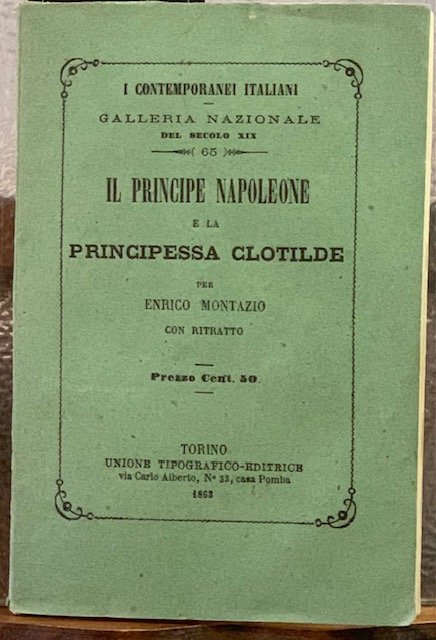 I CONTEMPORANEI ITALIANI
GALLERIA NAZIONALE
DEL SECOLO XIX
( 65 )
IL PRINCIPE NAPOLEONE
E LA
PRINCIPESSA CLOTILDE
PER
ENRICO MONTAZIO
CON RITRATTO
Prezzo Cent. 50.
TORINO
UNIONE TIPOGRAFICO-EDITRICE
via Carlo Alberto, Nº 33, casa Pomba
1863